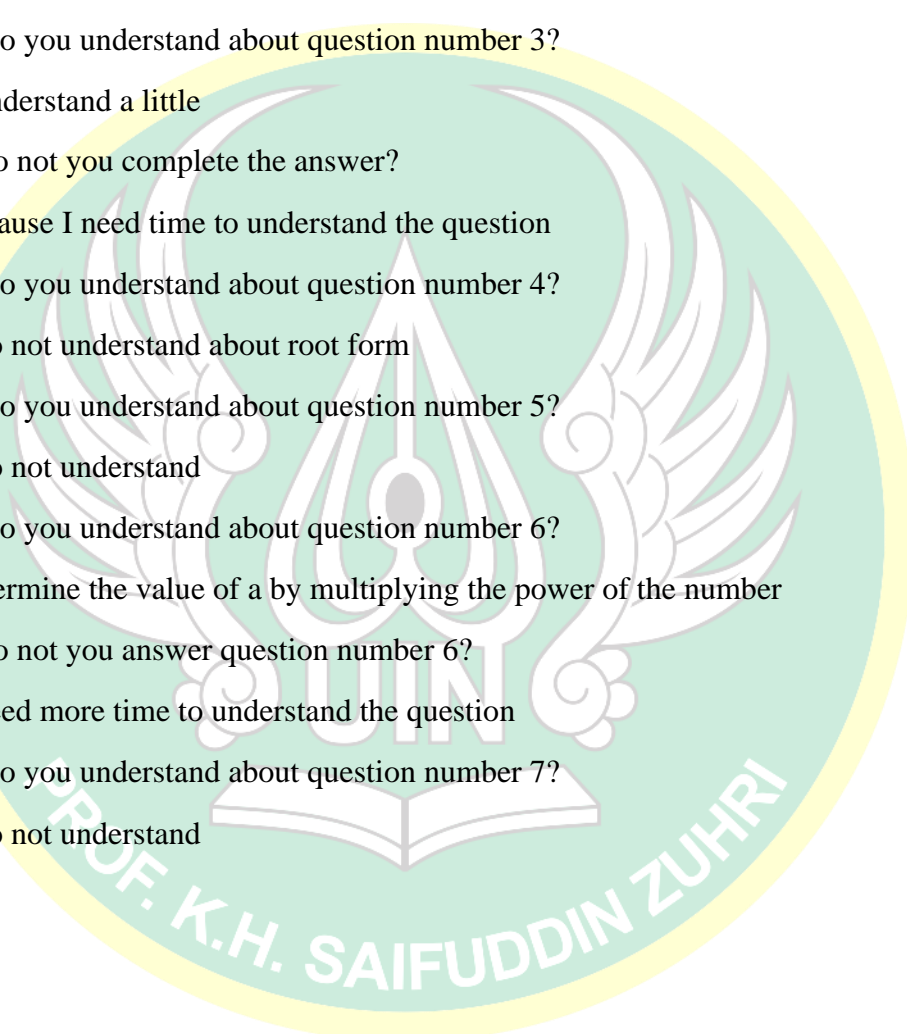 o you understand about question number 3?
nderstand a little
o not you complete the answer?
ause I need time to understand the question
o you understand about question number 4?
o not understand about root form
o you understand about question number 5?
o not understand
o you understand about question number 6?
ermine the value of a by multiplying the power of the number
o not you answer question number 6?
eed more time to understand the question
o you understand about question number 7?
o not understand
UIN
PROF. K.H. SAIFUDDIN ZUHRI